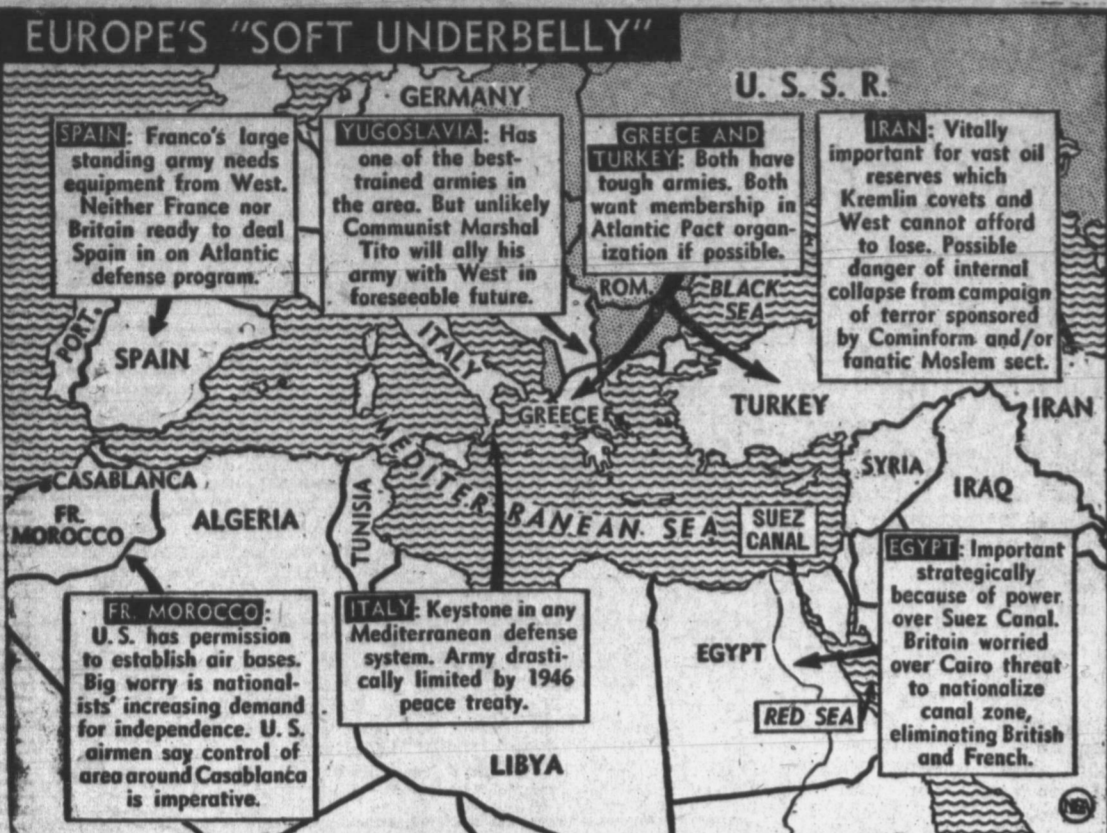 EUROPE'S "SOFT UNDERBELLY"
GERMANY
U. S. S. R.
SPAIN: Franco's large
standing army needs
equipment from West.
Neither France nor
Britain ready to deal
Spain in on Atlantic
defense program.
YUGOSLAVIA: Has
one of the best-
trained armies in
the area. But unlikely
Communist Marshal
Tito will ally his
army with West in
foreseeable future.
GREECE AND
TURKEY: Both have
tough armies. Both
want membership in
Atlantic Pact organ-
ization if possible.
IRAN: Vitally
important for vast oil
reserves which
Kremlin covets and
West cannot afford
to lose. Possible
danger of internal
collapse from campaign
of terror sponsored
by Cominform and/or
fanatic Moslem sect.
ROM.
BLACK
SEA
PORT.
SPAIN
ITALY
GREECE
TURKEY
IRAN
SYRIA
IRAQ
CASABLANCA
FR.
MOROCCO
ALGERIA
TUNISIA
MEDITERRANEAN SEA
SUEZ
CANAL
FR. MOROCCO:
U. S. has permission
to establish air bases.
Big worry is national-
ists' increasing demand
for independence. U. S.
airmen say control of
area around Casablanca
is imperative.
ITALY: Keystone in any
Mediterranean defense
system. Army drasti-
cally limited by 1946
peace treaty.
EGYPT
RED SEA
EGYPT: Important
strategically
because of power
over Suez Canal.
Britain worried
over Cairo threat
to nationalize
canal zone,
eliminating British
and French.
LIBYA
NEA